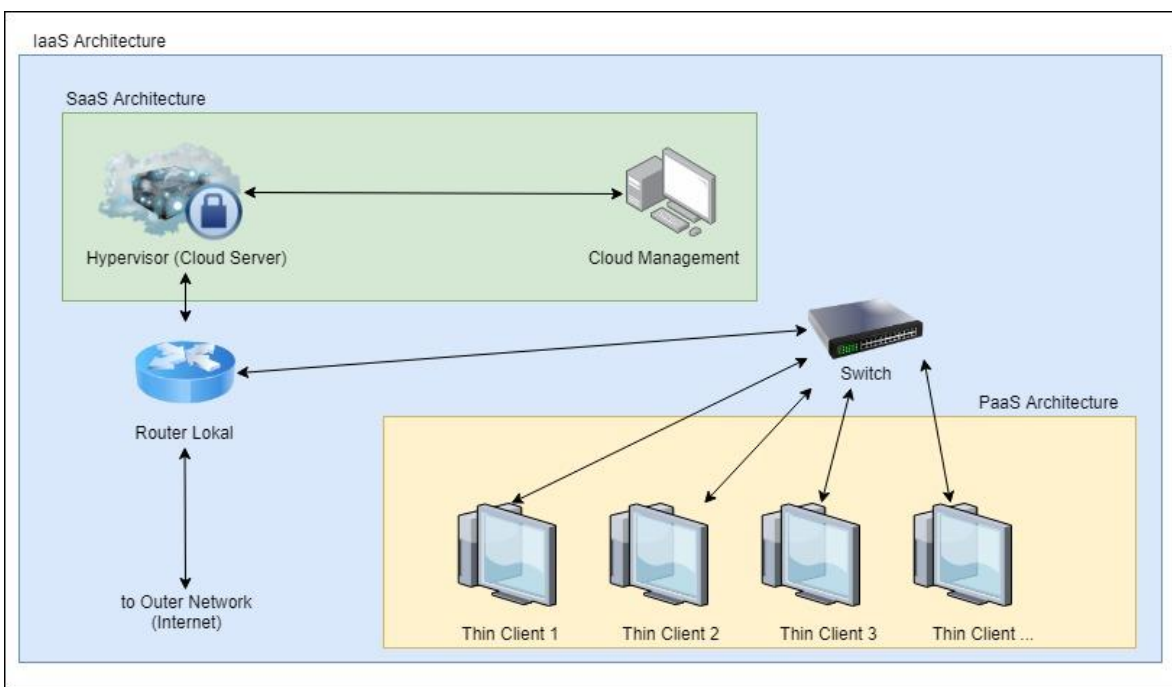 IaaS Architecture
SaaS Architecture
Hypervisor (Cloud Server)
Cloud Management
Switch
PaaS Architecture
Router Lokal
to Outer Network
(Internet)
Thin Client 1
Thin Client 2
Thin Client 3
Thin Client ...